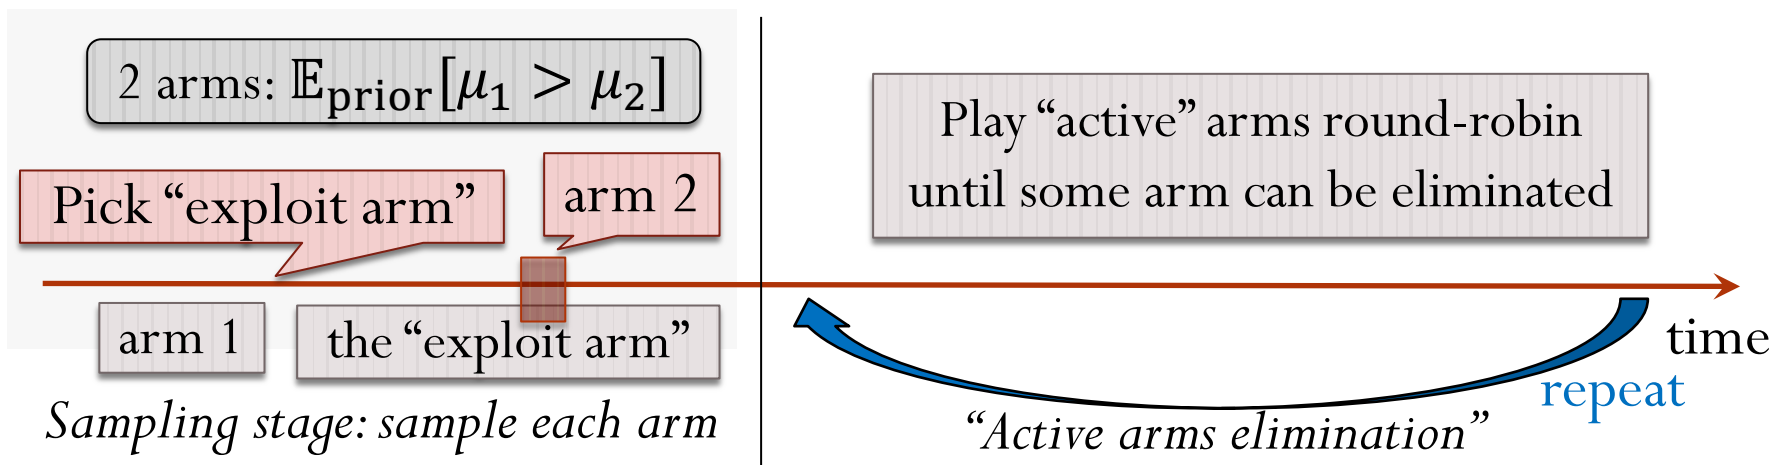 2 arms: 𝔼prior[μ1 > μ2]
Pick “exploit arm”
arm 2
arm 1
the “exploit arm”
Sampling stage: sample each arm
Play “active” arms round-robin
until some arm can be eliminated
time
repeat
“Active arms elimination”